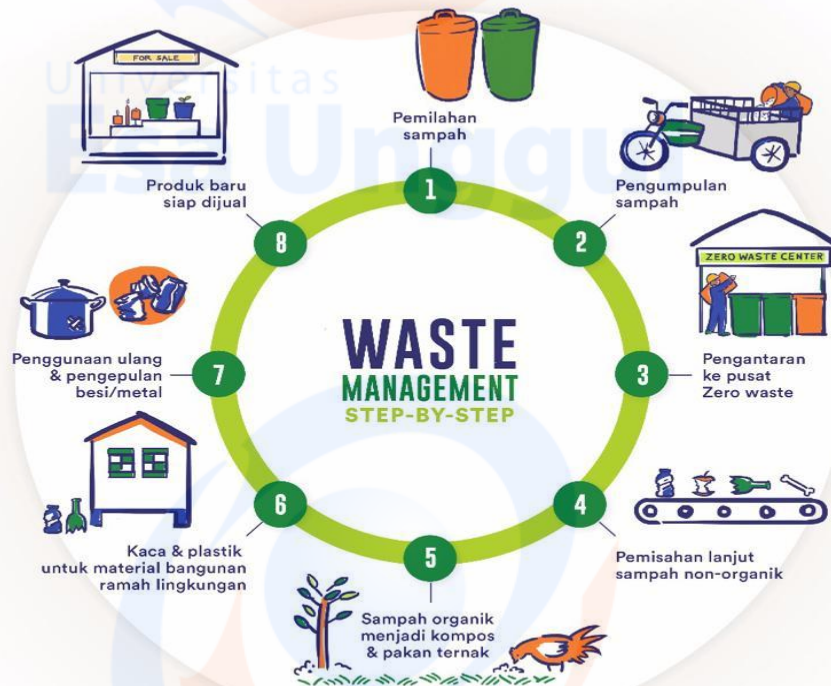 Universitas
Esa Unggul
FOR SALE
Pemilahan
sampah
1
Pengumpulan
sampah
2
ZERO WASTE CENTER
Pengantaran
ke pusat
Zero waste
3
Pemisahan lanjut
sampah non-organik
4
Sampah organik
menjadi kompos
& pakan ternak
5
Kaca & plastik
untuk material bangunan
ramah lingkungan
6
Penggunaan ulang
& pengepulan
besi/metal
7
Produk baru
siap dijual
8
WASTE
MANAGEMENT
STEP-BY-STEP